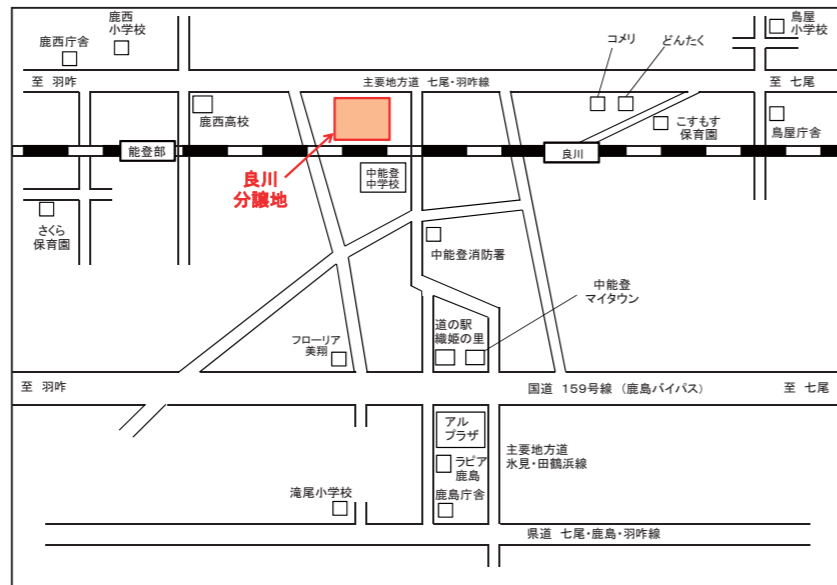 鹿西
小学校
鹿西庁舎
コメリ
どんたく
鳥屋
小学校
至 羽咋
主要地方道 七尾・羽咋線
至 七尾
鹿西高校
こすもす
保育園
鳥屋庁舎
能登部
良川
良川
分譲地
中能登
中学校
さくら
保育園
中能登消防署
中能登
マイタウン
道の駅
織姫の里
フローリア
美翔
至 羽咋
国道 159号線 (鹿島バイパス)
至 七尾
アル
プラザ
ラピア
鹿島
主要地方道
氷見・田鶴浜線
滝尾小学校
鹿島庁舎
県道 七尾・鹿島・羽咋線